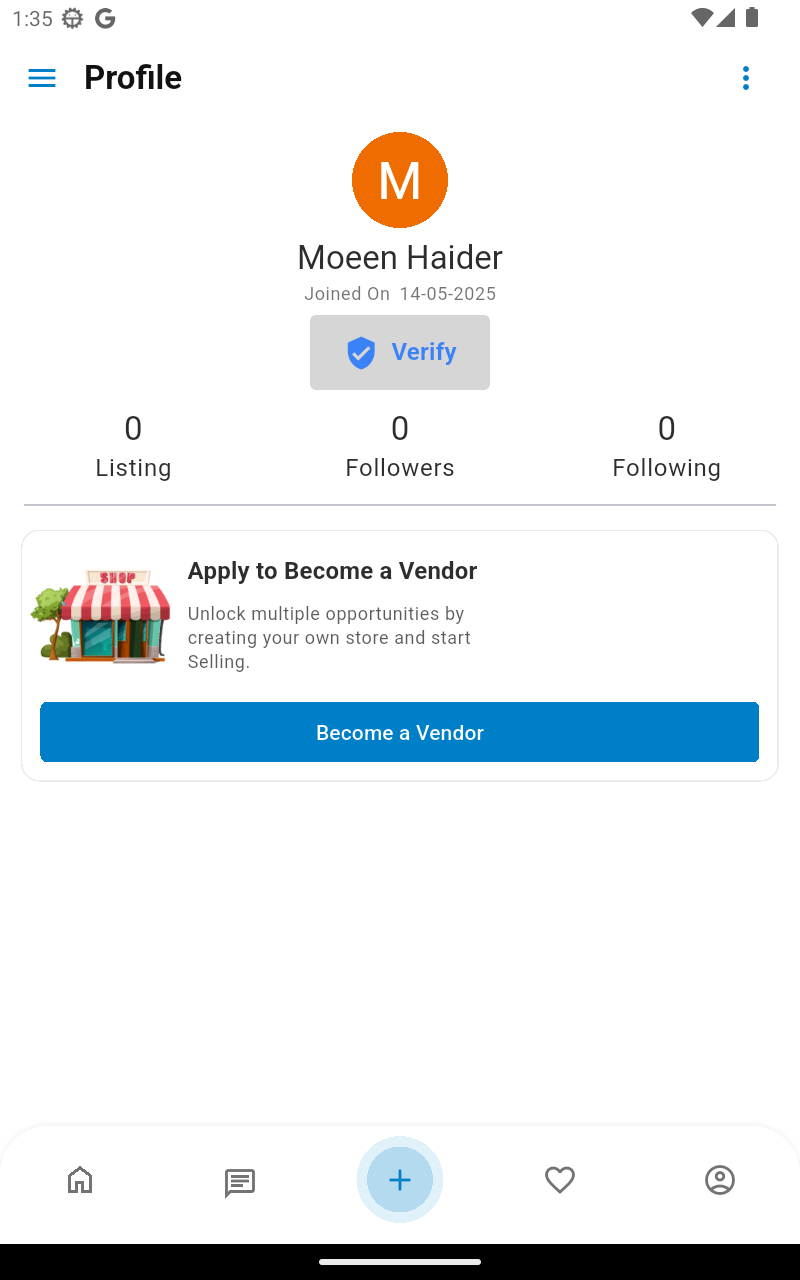 1:35
Profile
M
Moeen Haider
Joined On 14-05-2025
Verify
0 0 0
Listing Followers Following
SHOP
Apply to Become a Vendor
Unlock multiple opportunities by
creating your own store and start
Selling.
Become a Vendor